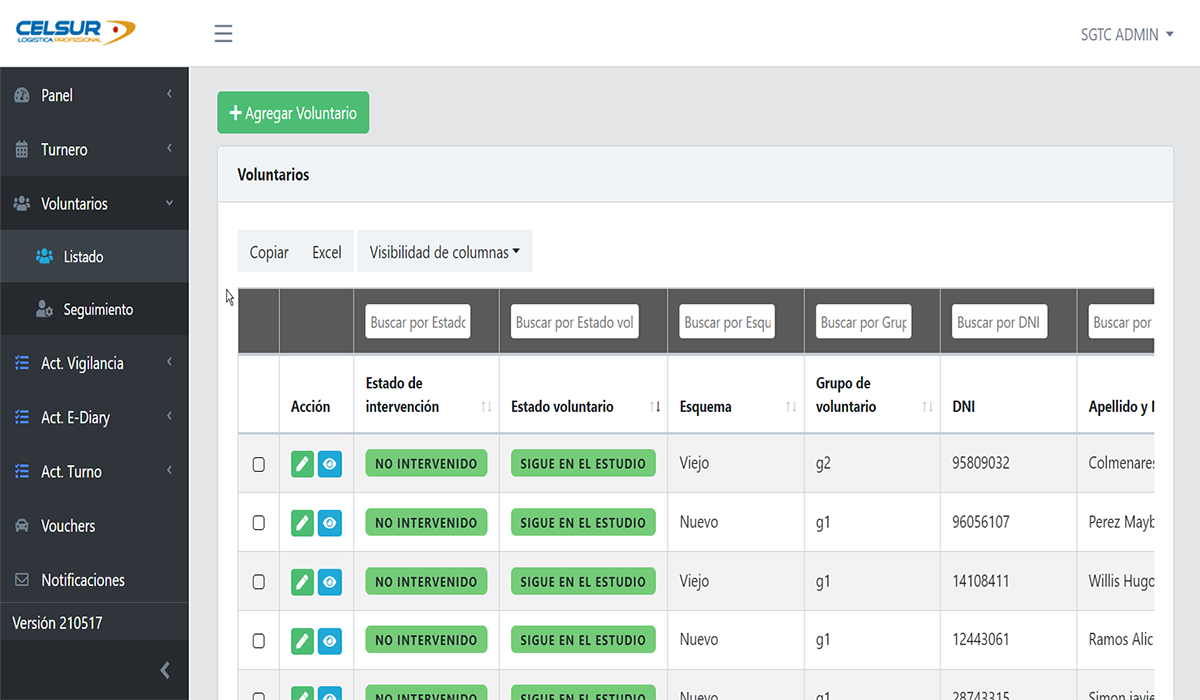 CELSUR
LOGISTICA PROFESIONAL
SGTC ADMIN
Panel
Turnero
Voluntarios
Listado
Seguimiento
Act. Vigilancia
Act. E-Diary
Act. Turno
Vouchers
Notificaciones
Versión 210517
Agregar Voluntario
Voluntarios
Copiar Excel Visibilidad de columnas
Buscar por Estado Buscar por Estado vol Buscar por Esqu Buscar por Grup Buscar por DNI Buscar por
Acción Estado de intervención Estado voluntario Esquema Grupo de voluntario DNI Apellido y
NO INTERVENIDO SIGUE EN EL ESTUDIO Viejo g2 95809032 Colmenares
NO INTERVENIDO SIGUE EN EL ESTUDIO Nuevo g1 96056107 Perez Mayb
NO INTERVENIDO SIGUE EN EL ESTUDIO Viejo g1 14108411 Willis Hugo
NO INTERVENIDO SIGUE EN EL ESTUDIO Nuevo g1 12443061 Ramos Alic
NO INTERVENIDO SIGUE EN EL ESTUDIO Nuevo g1 28743315 Simon javie